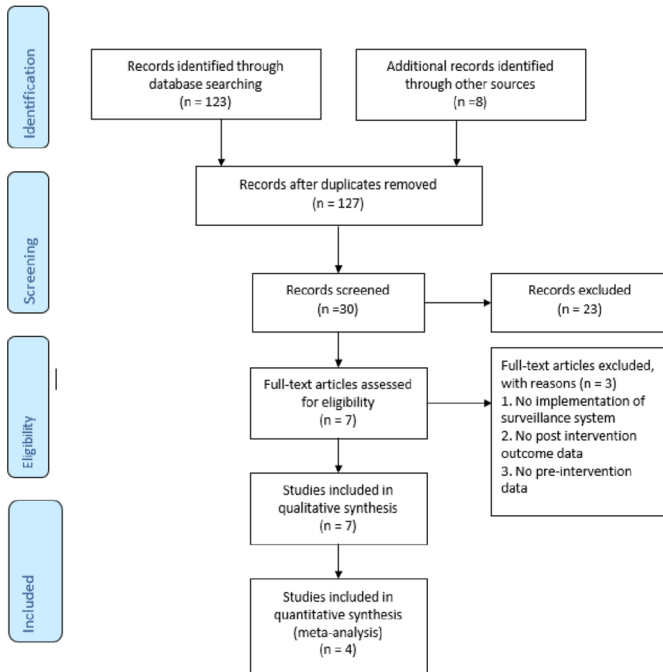 Identification
Records identified through
database searching
(n = 123)
Additional records identified
through other sources
(n =8)
Records after duplicates removed
(n = 127)
Screening
Records screened
(n =30)
Records excluded
(n = 23)
Eligibility
Full-text articles assessed
for eligibility
(n = 7)
Full-text articles excluded,
with reasons (n = 3)
1. No implementation of
surveillance system
2. No post intervention
outcome data
3. No pre-intervention
data
Studies included in
qualitative synthesis
(n = 7)
Included
Studies included in
quantitative synthesis
(meta-analysis)
(n = 4)